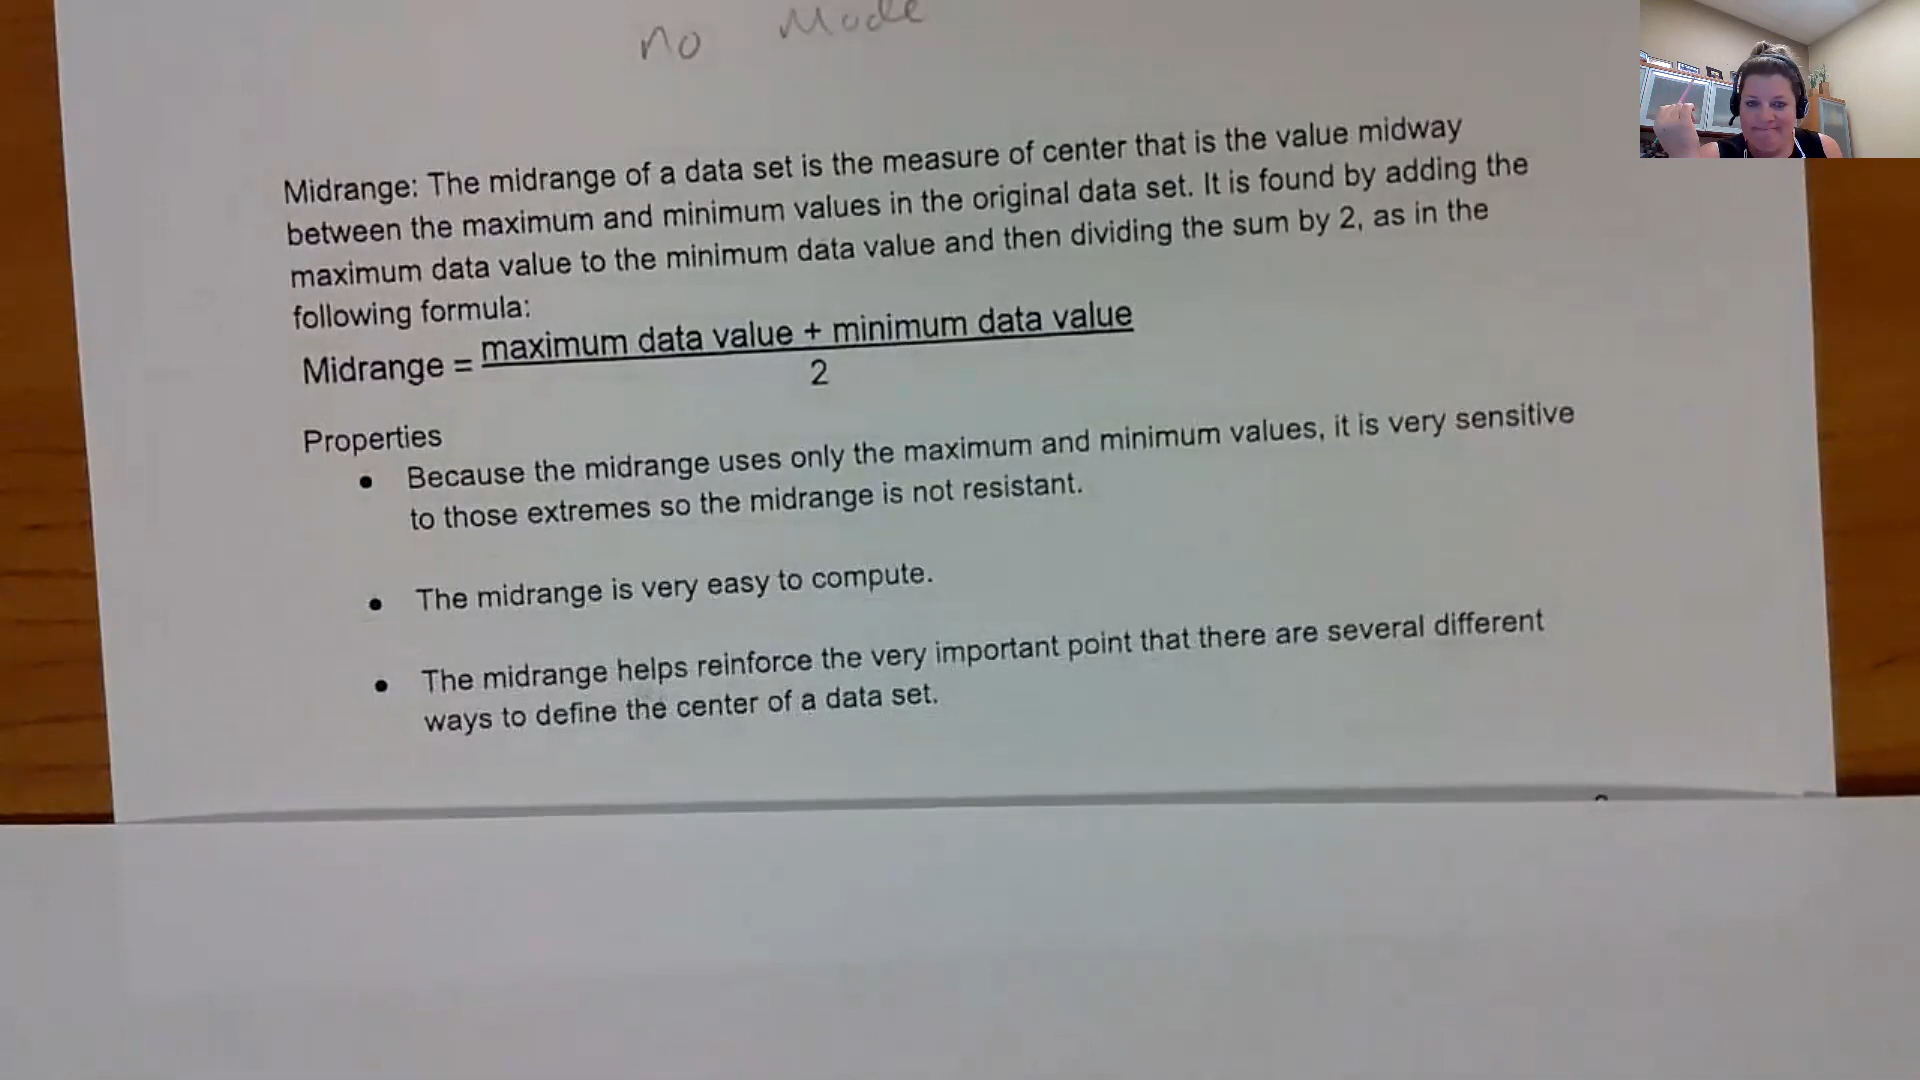 no Mode
Midrange: The midrange of a data set is the measure of center that is the value midway
between the maximum and minimum values in the original data set. It is found by adding the
maximum data value to the minimum data value and then dividing the sum by 2, as in the
following formula:
Midrange = maximum data value + minimum data value
2
Properties
• Because the midrange uses only the maximum and minimum values, it is very sensitive
to those extremes so the midrange is not resistant.
• The midrange is very easy to compute.
• The midrange helps reinforce the very important point that there are several different
ways to define the center of a data set.